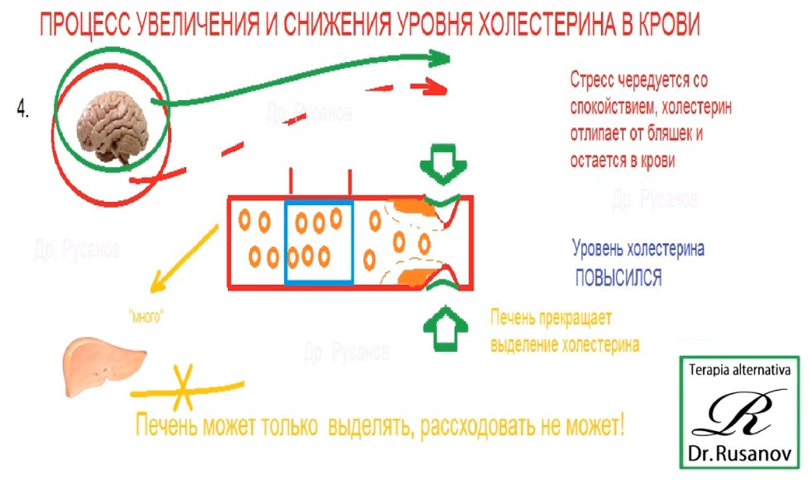 ПРОЦЕСС УВЕЛИЧЕНИЯ И СНИЖЕНИЯ УРОВНЯ ХОЛЕСТЕРИНА В КРОВИ
4.
Стресс чередуется со
спокойствием, холестерин
отлипает от бляшек и
остается в крови
Др. Русанов
Др. Русанов
Др. Русанов
Уровень холестерина
ПОВЫСИЛСЯ
"много"
Печень прекращает
выделение холестерина
Др. Русанов
Печень может только выделять, рассходовать не может!
Terapia alternativa
R
Dr.Rusanov